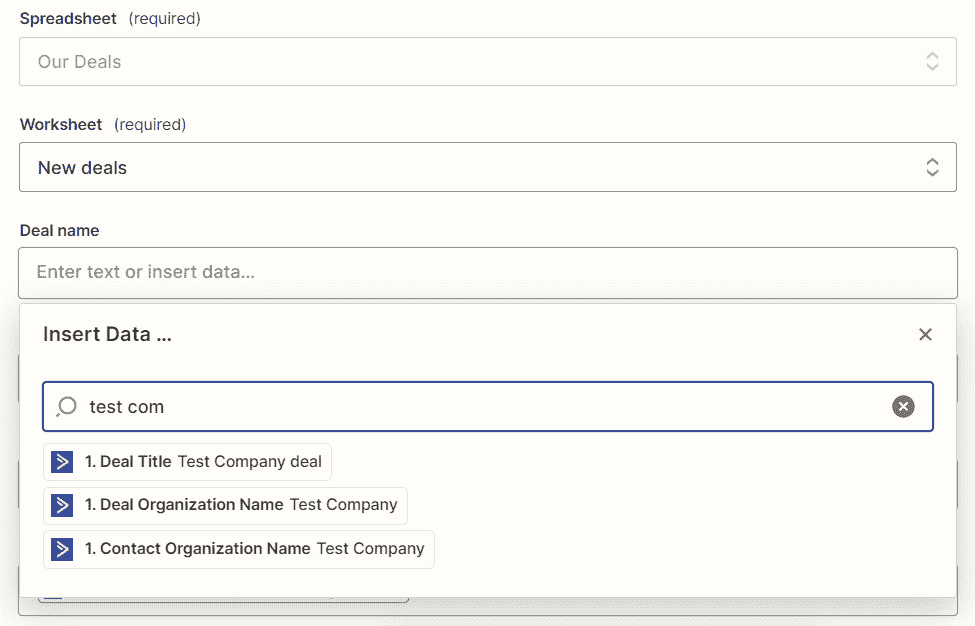 Spreadsheet (required)
Our Deals
Worksheet (required)
New deals
Deal name
Enter text or insert data...
Insert Data ...
test com
1. Deal Title Test Company deal
1. Deal Organization Name Test Company
1. Contact Organization Name Test Company